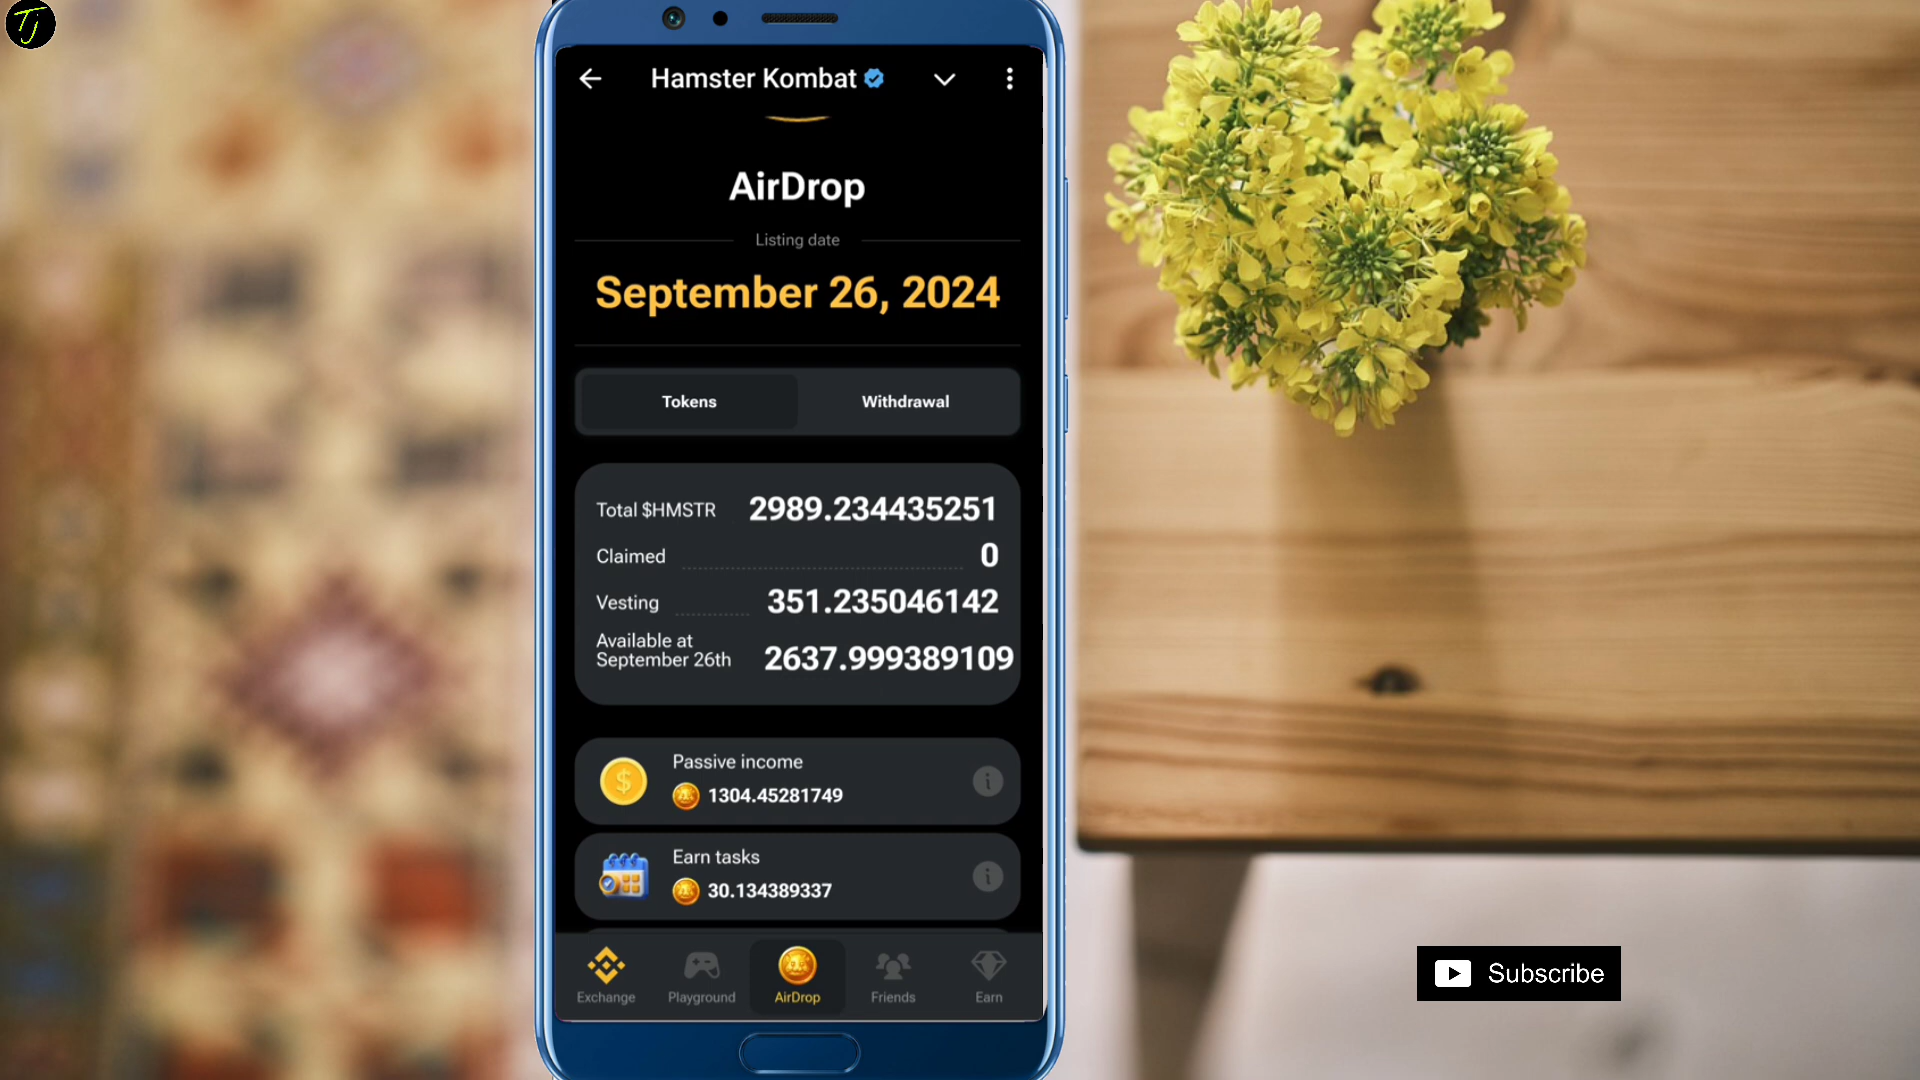 Tj
Hamster Kombat
AirDrop
Listing date
September 26, 2024
Tokens
Withdrawal
Total $HMSTR 2989.234435251
Claimed 0
Vesting 351.235046142
Available at
September 26th 2637.999389109
Passive income
1304.45281749
Earn tasks
30.134389337
Exchange
Playground
AirDrop
Friends
Earn
Subscribe